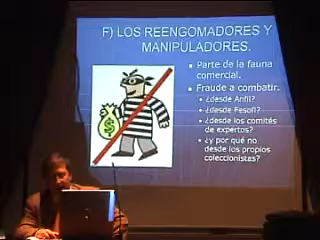 F) LOS REENGOMADORES Y
MANIPULADORES.
Parte de la fauna
comercial.
Fraude a combatir.
¿desde Anfil?
¿desde Fesofi?
¿desde los comités
de expertos?
¿y por qué no
desde los propios
coleccionistas?
$